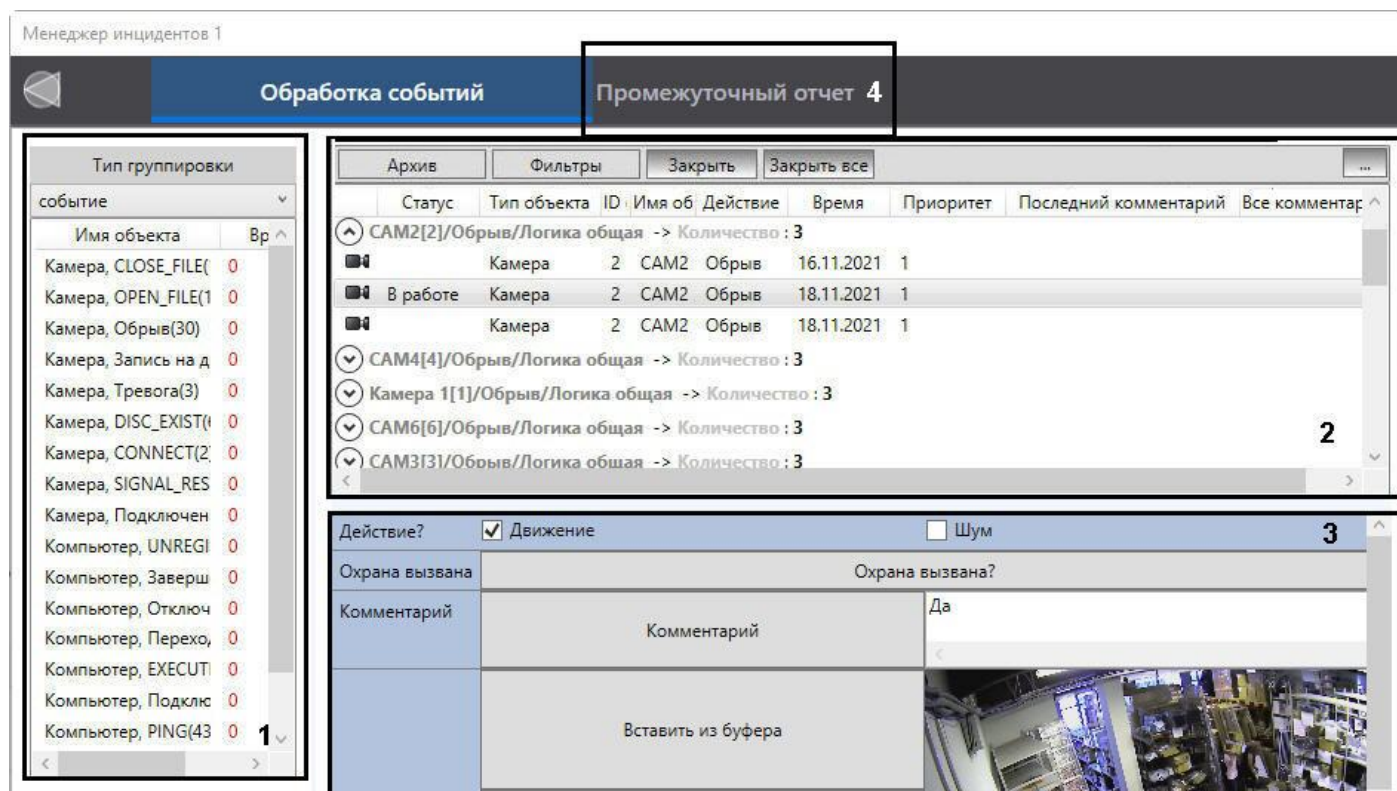 Менеджер инцидентов 1
Обработка событий
Промежуточный отчет 4
Тип группировки
событие
Имя объекта Вр
Камера, CLOSE_FILE( 0
Камера, OPEN_FILE(1 0
Камера, Обрыв(30) 0
Камера, Запись на д 0
Камера, Тревога(3) 0
Камера, DISC_EXIST( 0
Камера, CONNECT(2 0
Камера, SIGNAL_RES 0
Камера, Подключен 0
Компьютер, UNREGI 0
Компьютер, Заверш 0
Компьютер, Отключ 0
Компьютер, Перехо 0
Компьютер, EXECUTI 0
Компьютер, Подклю 0
Компьютер, PING(43 0
1
Архив Фильтры Закрыть Закрыть все ...
Статус Тип объекта ID Имя об Действие Время Приоритет Последний комментарий Все комментар
CAM2[2]/Обрыв/Логика общая -> Количество : 3
Камера 2 CAM2 Обрыв 16.11.2021 1
В работе Камера 2 CAM2 Обрыв 18.11.2021 1
Камера 2 CAM2 Обрыв 18.11.2021 1
CAM4[4]/Обрыв/Логика общая -> Количество : 3
Камера 1[1]/Обрыв/Логика общая -> Количество : 3
CAM6[6]/Обрыв/Логика общая -> Количество : 3
2
CAM3[3]/Обрыв/Логика общая -> Количество : 3
Действие? Движение Шум 3
Охрана вызвана Охрана вызвана?
Комментарий Комментарий Да
Вставить из буфера